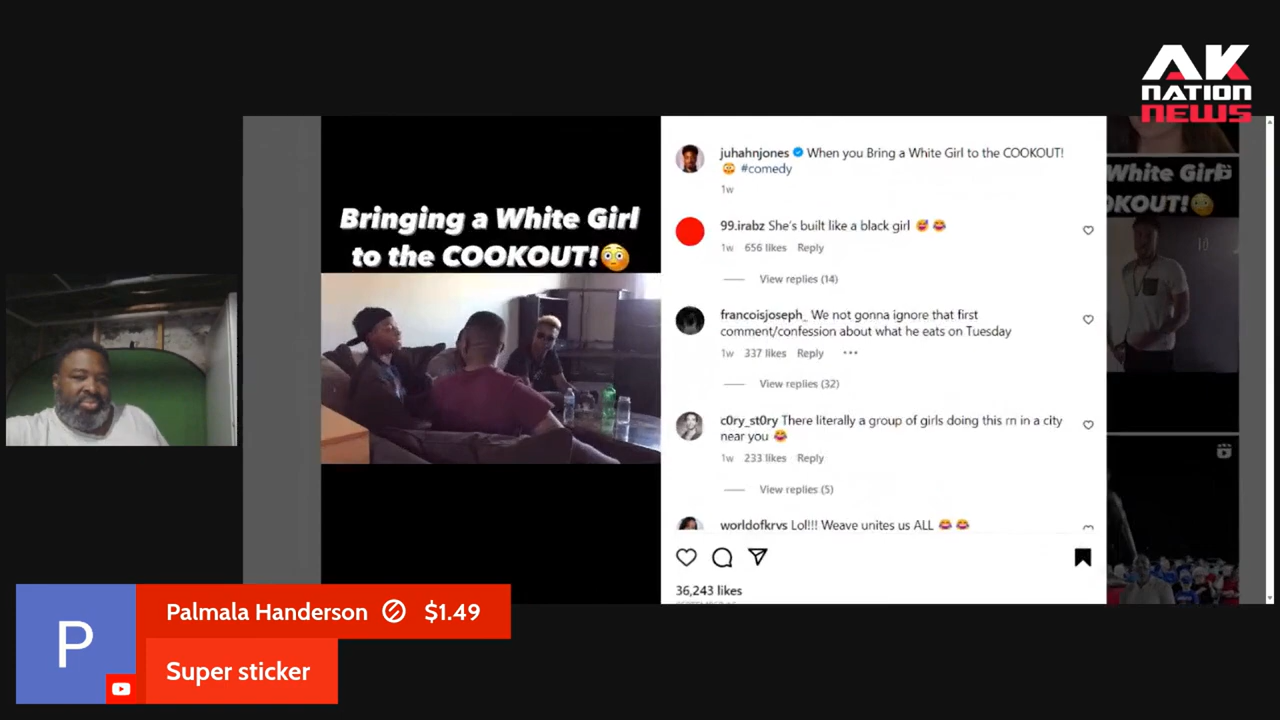 AK
NATION
NEWS
Bringing a White Girl
to the COOKOUT!😳
juhahnjones When you Bring a White Girl to the COOKOUT!
😳 #comedy
1w
99.irabz She's built like a black girl 🥵 😂
1w 656 likes Reply
View replies (14)
francoisjoseph_ We not gonna ignore that first
comment/confession about what he eats on Tuesday
1w 337 likes Reply •••
View replies (32)
c0ry_st0ry There literally a group of girls doing this rn in a city
near you 😂
1w 233 likes Reply
View replies (5)
worldofkrvs Lol!!! Weave unites us ALL 😂 😂
36,243 likes
White Girl
OKOUT!😳
P
Palmala Handerson $1.49
Super sticker